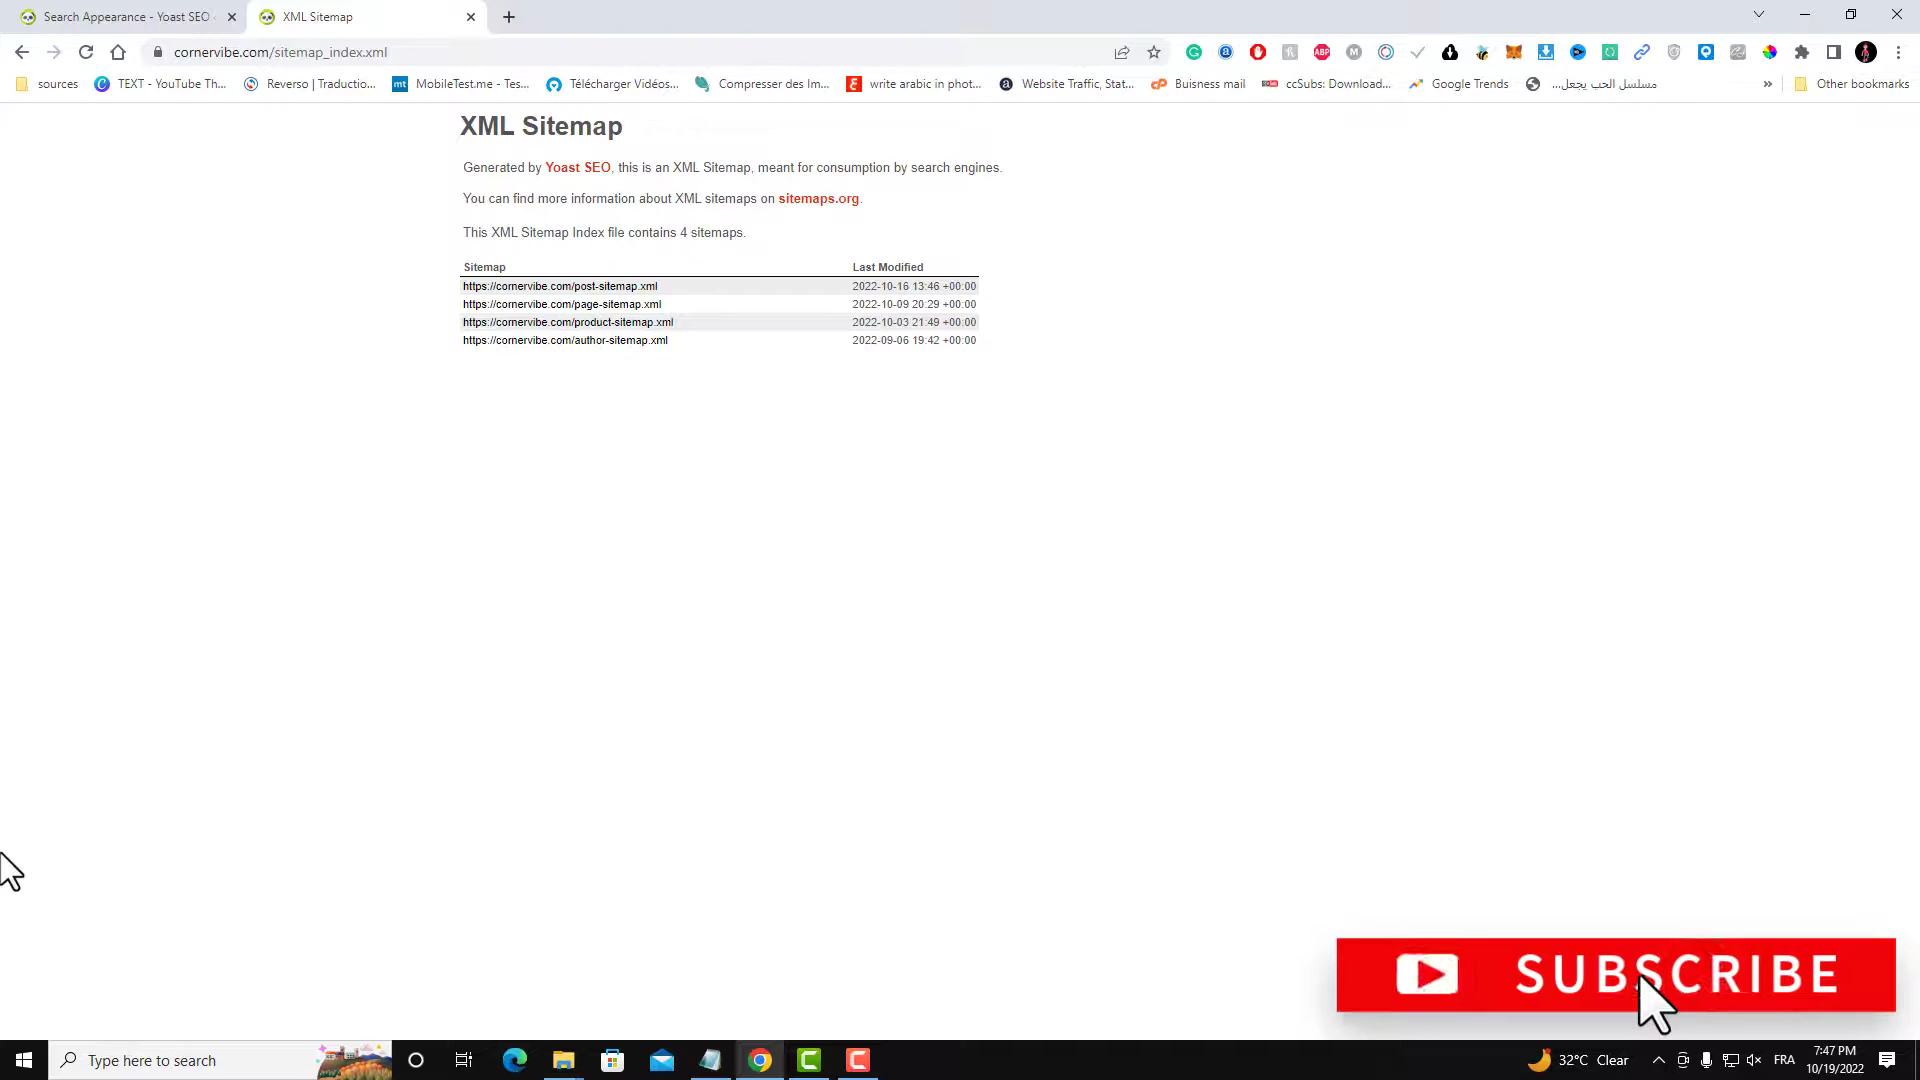 Search Appearance - Yoast SEO
XML Sitemap
cornervibe.com/sitemap_index.xml
sources
TEXT - YouTube Th...
Reverso | Traductio...
mt
MobileTest.me - Tes...
Télécharger Vidéos...
Compresser des Im...
write arabic in phot...
Website Traffic, Stat...
Buisness mail
ccSubs: Download...
Google Trends
مسلسل الحب يجعل...
»
Other bookmarks
XML Sitemap
Generated by Yoast SEO, this is an XML Sitemap, meant for consumption by search engines.
You can find more information about XML sitemaps on sitemaps.org.
This XML Sitemap Index file contains 4 sitemaps.
Sitemap Last Modified
https://cornervibe.com/post-sitemap.xml 2022-10-16 13:46 +00:00
https://cornervibe.com/page-sitemap.xml 2022-10-09 20:29 +00:00
https://cornervibe.com/product-sitemap.xml 2022-10-03 21:49 +00:00
https://cornervibe.com/author-sitemap.xml 2022-09-06 19:42 +00:00
SUBSCRIBE
Type here to search
32°C Clear
FRA
7:47 PM
10/19/2022